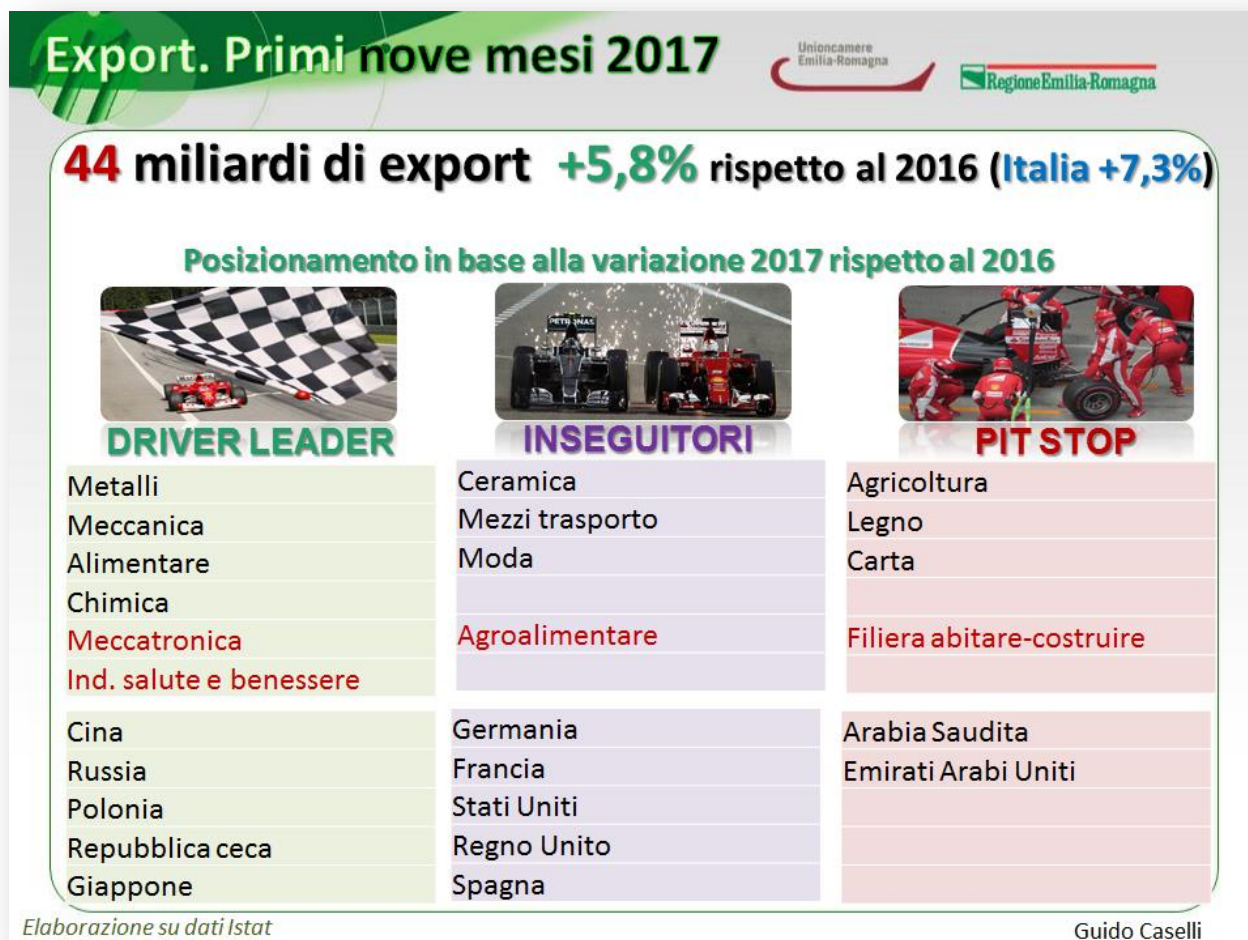 Export. Primi nove mesi 2017
Unioncamere
Emilia-Romagna
RegioneEmilia-Romagna
44 miliardi di export +5,8% rispetto al 2016 (Italia +7,3%)
Posizionamento in base alla variazione 2017 rispetto al 2016
PETRONAS
DRIVER LEADER
INSEGUITORI
PIT STOP
Metalli
Meccanica
Alimentare
Chimica
Meccatronica
Ind. salute e benessere
Ceramica
Mezzi trasporto
Moda
Agroalimentare
Agricoltura
Legno
Carta
Filiera abitare-costruire
Cina
Russia
Polonia
Repubblica ceca
Giappone
Germania
Francia
Stati Uniti
Regno Unito
Spagna
Arabia Saudita
Emirati Arabi Uniti
Elaborazione su dati Istat
Guido Caselli